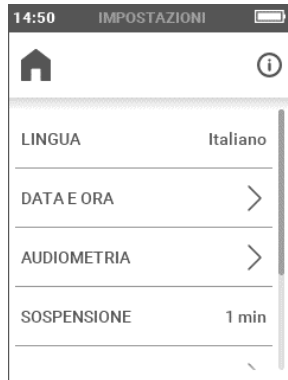 14:50 IMPOSTAZIONI
LINGUA Italiano
DATA E ORA
AUDIOMETRIA
SOSPENSIONE 1 min